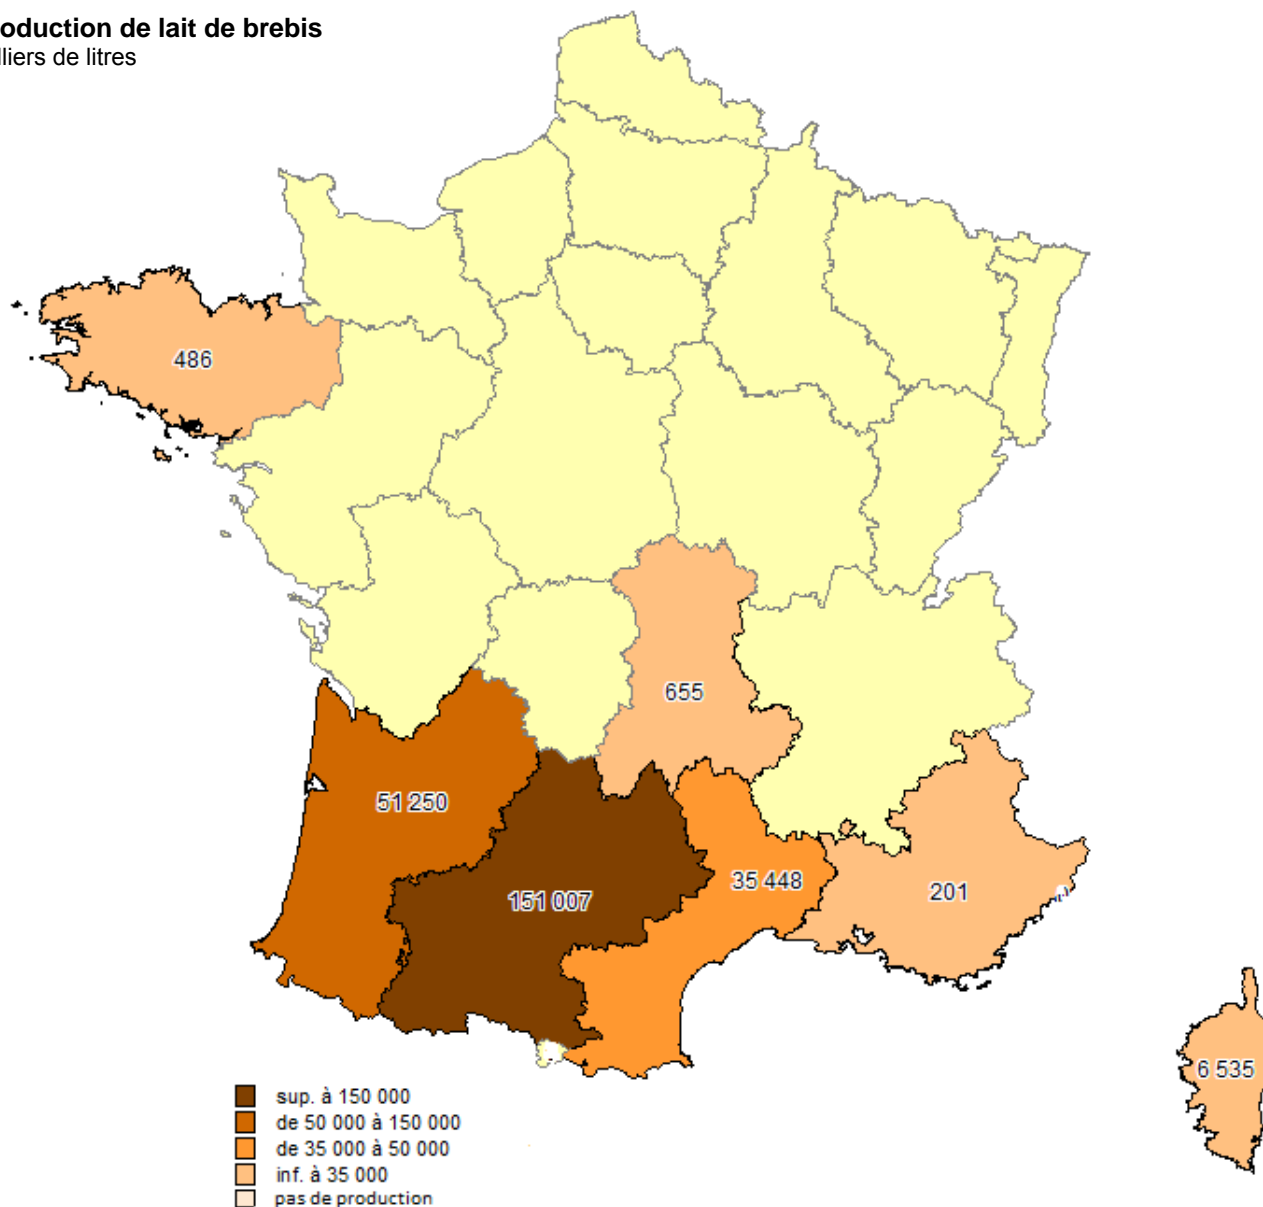 oduction de lait de brebis
lliers de litres
486
655
51 250
35 448
201
151 007
6 535
sup. à 150 000
de 50 000 à 150 000
de 35 000 à 50 000
inf. à 35 000
pas de production